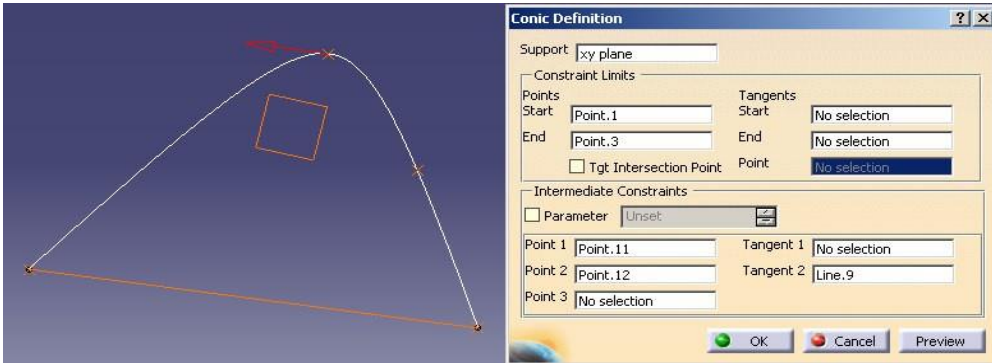 Conic Definition
Support xy plane
Constraint Limits
Points Tangents
Start Point.1 Start No selection
End Point.3 End No selection
Tgt Intersection Point Point No selection
Intermediate Constraints
Parameter Unset
Point 1 Point.11 Tangent 1 No selection
Point 2 Point.12 Tangent 2 Line.9
Point 3 No selection
OK Cancel Preview